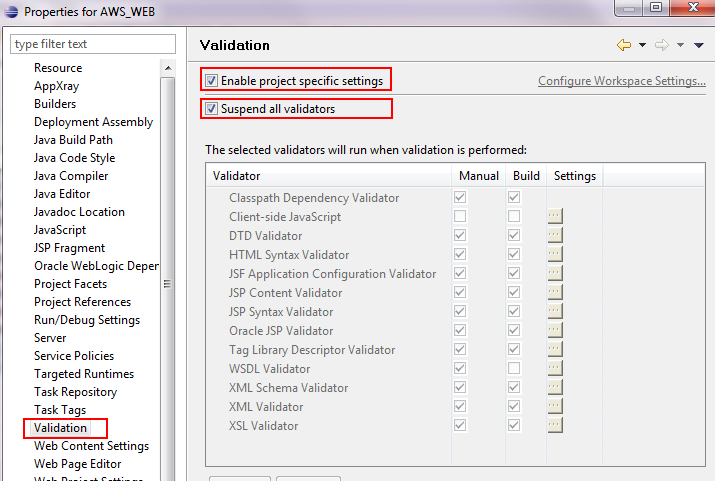 Properties for AWS_WEB
type filter text
Resource
AppXray
Builders
Deployment Assembly
Java Build Path
Java Code Style
Java Compiler
Java Editor
Javadoc Location
JavaScript
JSP Fragment
Oracle WebLogic Deper
Project Facets
Project References
Run/Debug Settings
Server
Service Policies
Targeted Runtimes
Task Repository
Task Tags
Validation
Web Content Settings
Web Page Editor
Validation
Enable project specific settings
Configure Workspace Settings...
Suspend all validators
The selected validators will run when validation is performed:
Validator Manual Build Settings
Classpath Dependency Validator
Client-side JavaScript
DTD Validator
HTML Syntax Validator
JSF Application Configuration Validator
JSP Content Validator
JSP Syntax Validator
Oracle JSP Validator
Tag Library Descriptor Validator
WSDL Validator
XML Schema Validator
XML Validator
XSL Validator